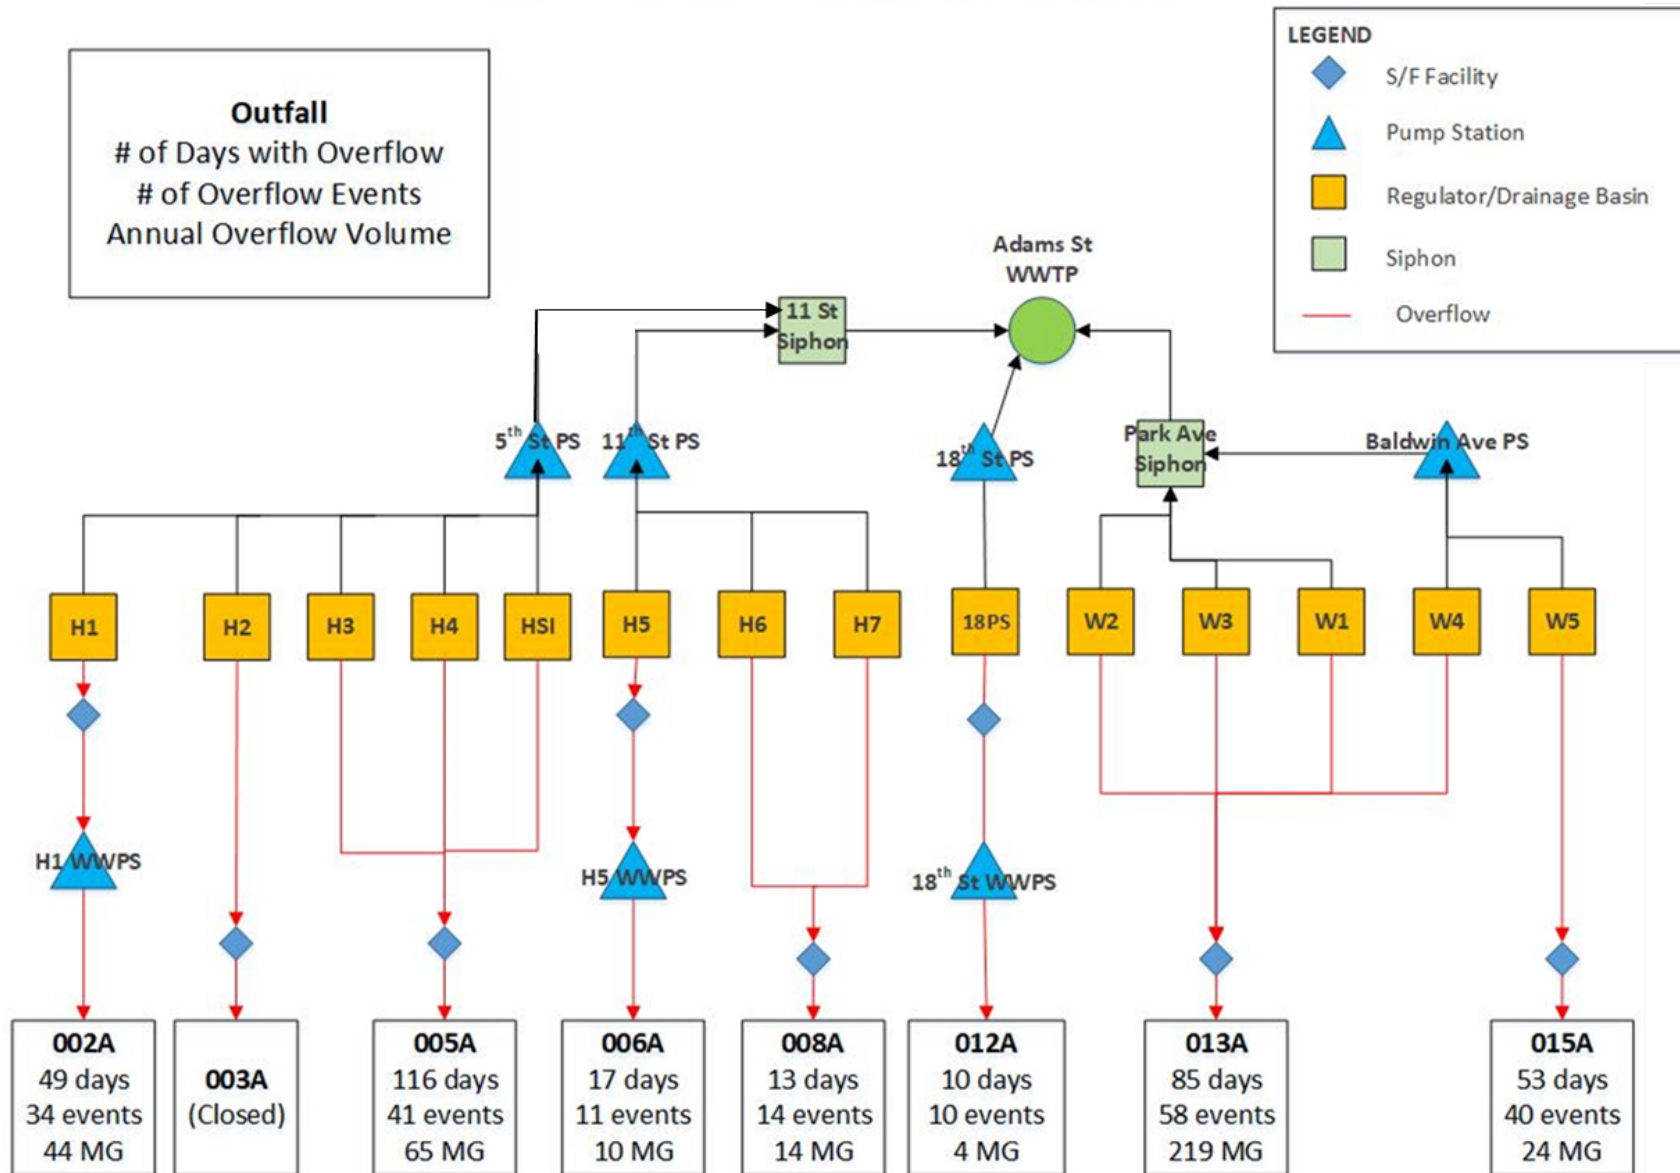 Outfall
# of Days with Overflow
# of Overflow Events
Annual Overflow Volume
LEGEND
S/F Facility
Pump Station
Regulator/Drainage Basin
Siphon
Overflow
Adams St
WWTP
11 St
Siphon
5th St PS
11th St PS
18th St PS
Park Ave
Siphon
Baldwin Ave PS
H1
H2
H3
H4
HSI
H5
H6
H7
18PS
W2
W3
W1
W4
W5
H1 WWPS
H5 WWPS
18th St WWPS
002A
49 days
34 events
44 MG
003A
(Closed)
005A
116 days
41 events
65 MG
006A
17 days
11 events
10 MG
008A
13 days
14 events
14 MG
012A
10 days
10 events
4 MG
013A
85 days
58 events
219 MG
015A
53 days
40 events
24 MG